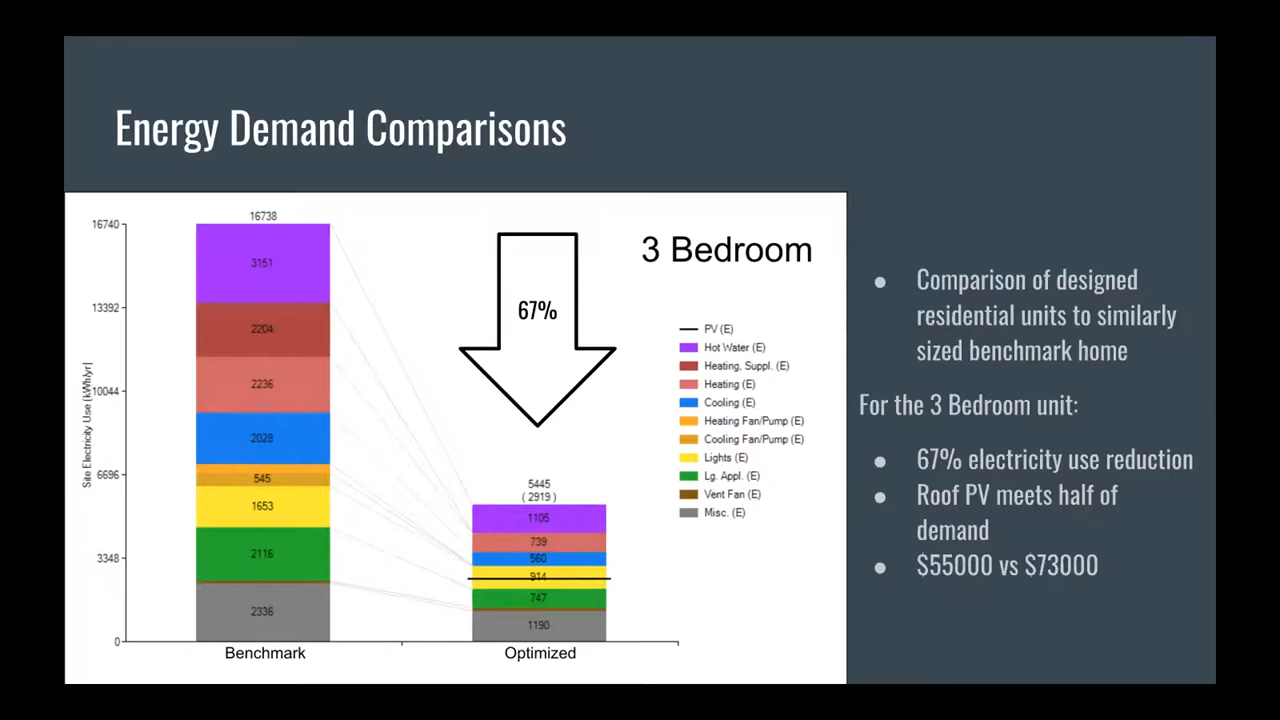 Energy Demand Comparisons
3 Bedroom
67%
Site Electricity Use [kWh/yr]
16740
13392
10044
6696
3348
0
16738
3151
2204
2236
2028
545
1653
2116
2336
Benchmark
5445
( 2919 )
1105
739
560
914
747
1190
Optimized
PV (E)
Hot Water (E)
Heating, Suppl. (E)
Heating (E)
Cooling (E)
Heating Fan/Pump (E)
Cooling Fan/Pump (E)
Lights (E)
Lg. Appl. (E)
Vent Fan (E)
Misc. (E)
● Comparison of designed
residential units to similarly
sized benchmark home
For the 3 Bedroom unit:
● 67% electricity use reduction
● Roof PV meets half of
demand
● $55000 vs $73000